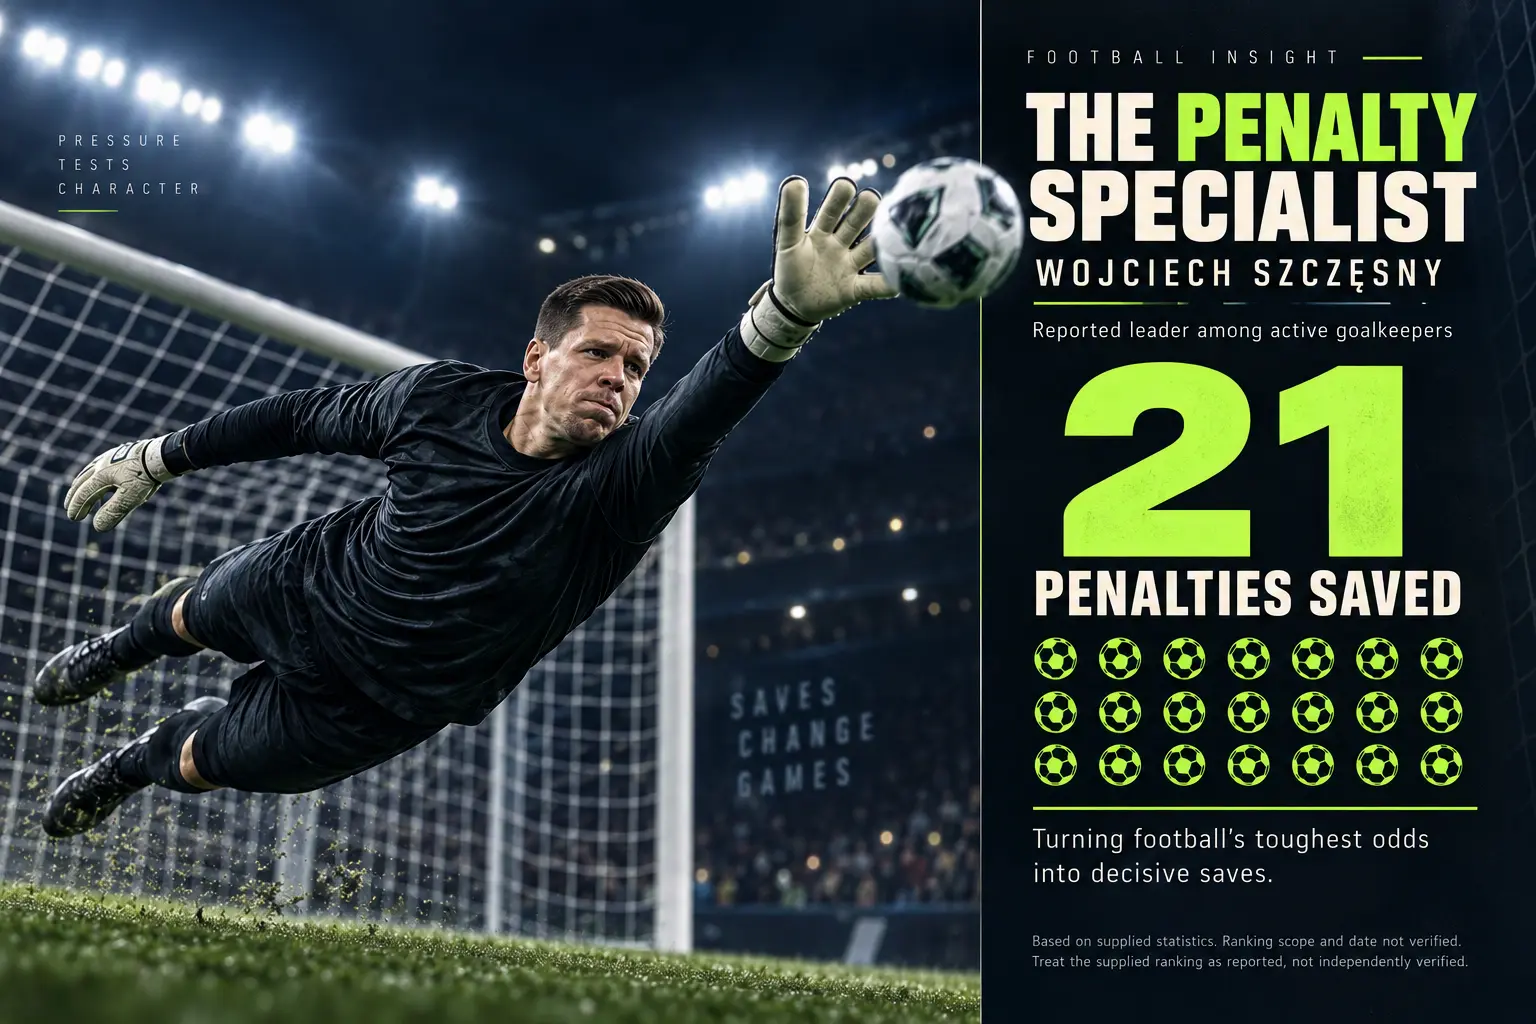 PRESSURE
TESTS
CHARACTER
SAVES
CHANGE
GAMES
FOOTBALL INSIGHT
THE PENALTY
SPECIALIST
WOJCIECH SZCZĘSNY
Reported leader among active goalkeepers
21
PENALTIES SAVED
Turning football’s toughest odds
into decisive saves.
Based on supplied statistics. Ranking scope and date not verified.
Treat the supplied ranking as reported, not independently verified.